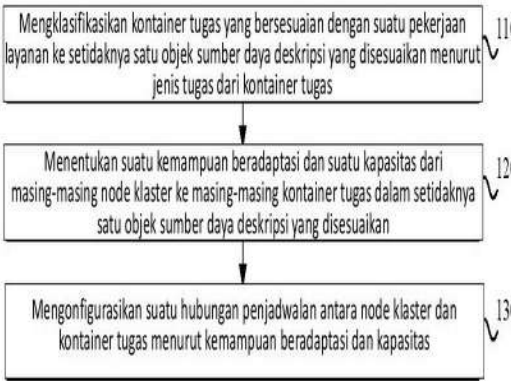 Mengklasifikasikan kontainer tugas yang bersesuaian dengan suatu pekerjaan
layanan ke setidaknya satu objek sumber daya deskripsi yang disesuaikan menurut
jenis tugas dari kontainer tugas
110
Menentukan suatu kemampuan beradaptasi dan suatu kapasitas dari
masing-masing node klaster ke masing-masing kontainer tugas dalam setidaknya
satu objek sumber daya deskripsi yang disesuaikan
120
Mengonfigurasikan suatu hubungan penjadwalan antara node klaster dan
kontainer tugas menurut kemampuan beradaptasi dan kapasitas
130